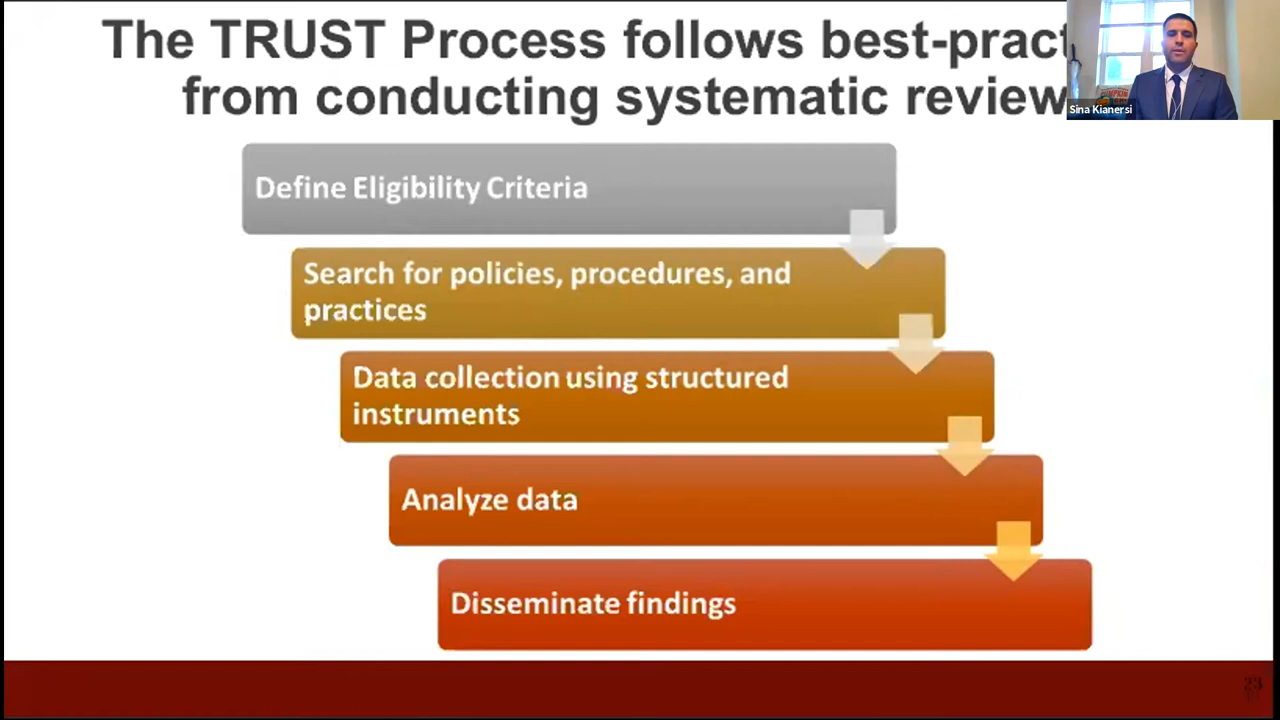 The TRUST Process follows best-pract
from conducting systematic review
Sina Kianersi
Define Eligibility Criteria
Search for policies, procedures, and
practices
Data collection using structured
instruments
Analyze data
Disseminate findings
23